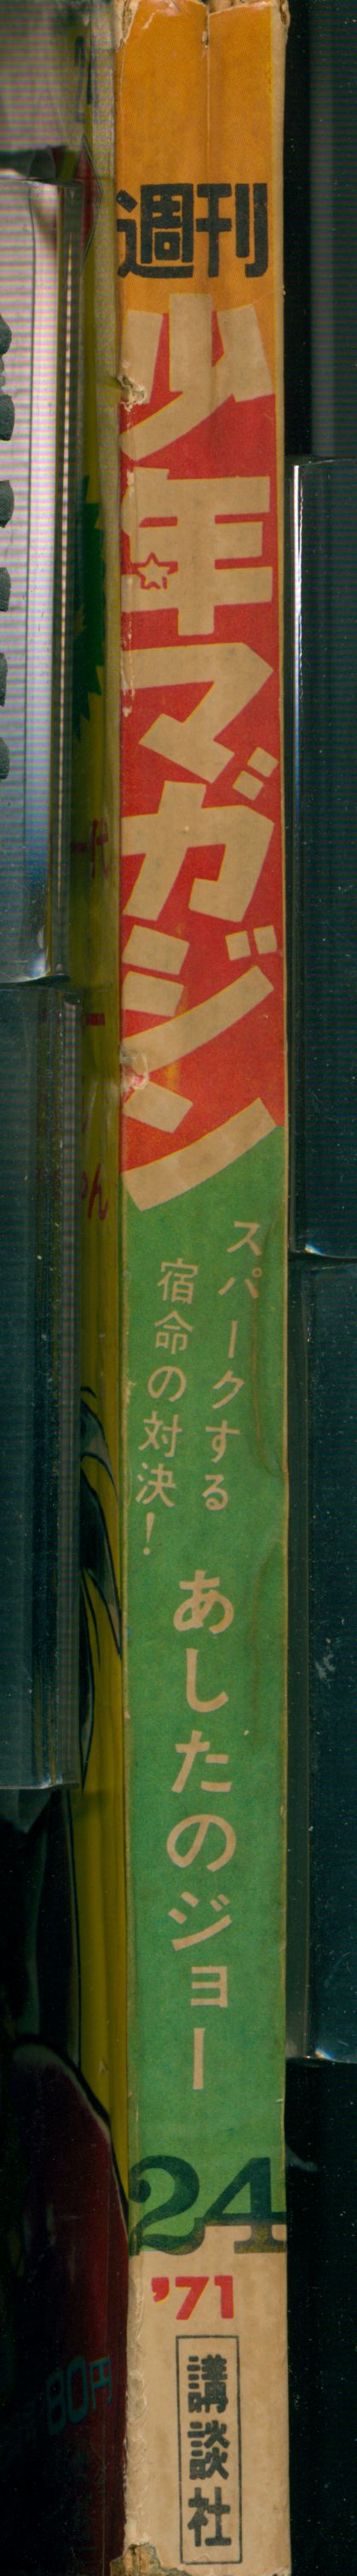 週刊
少年マガジン
スパークする
宿命の対決!
あしたのジョー
24
'71
講談社
80円